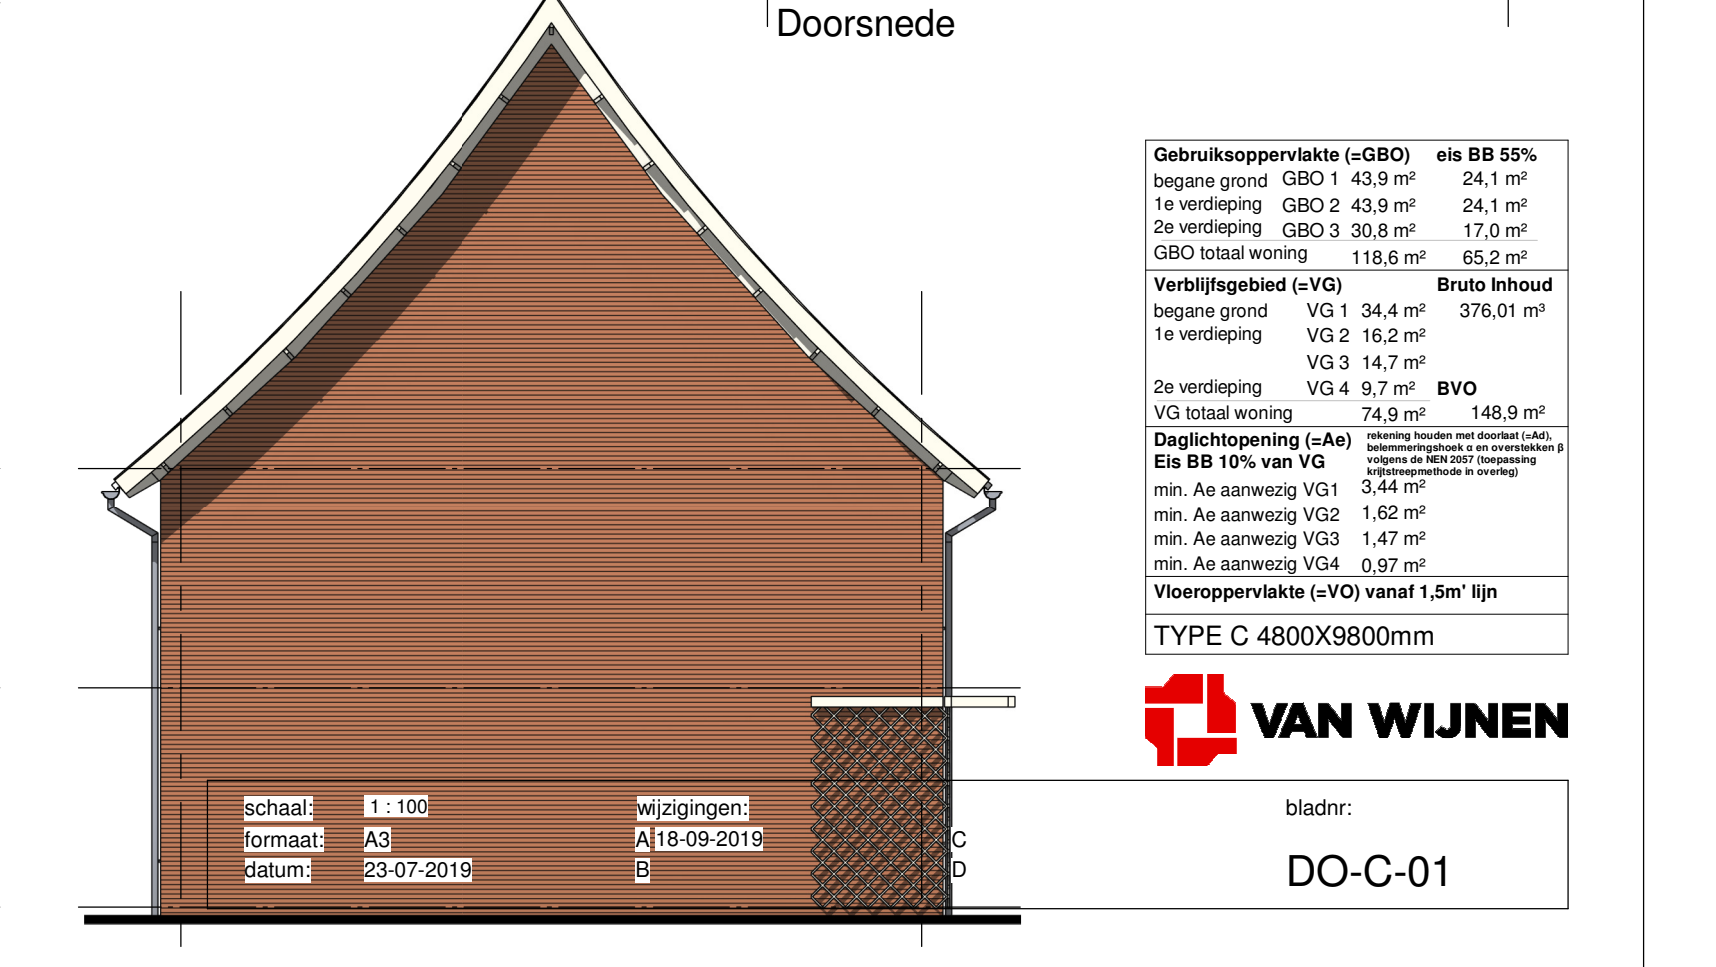 Doorsnede
Gebruiksoppervlakte (=GBO) eis BB 55%
begane grond GBO 1 43,9 m² 24,1 m²
1e verdieping GBO 2 43,9 m² 24,1 m²
2e verdieping GBO 3 30,8 m² 17,0 m²
GBO totaal woning 118,6 m² 65,2 m²
Verblijfsgebied (=VG) Bruto Inhoud
begane grond VG 1 34,4 m² 376,01 m³
1e verdieping VG 2 16,2 m²
VG 3 14,7 m²
2e verdieping VG 4 9,7 m² BVO
VG totaal woning 74,9 m² 148,9 m²
Daglichtopening (=Ae)
Eis BB 10% van VG
rekening houden met doorlaat (=Ad),
belemmeringshoek α en overstekken β
volgens de NEN 2057 (toepassing
krijtstreepmethode in overleg)
min. Ae aanwezig VG1 3,44 m²
min. Ae aanwezig VG2 1,62 m²
min. Ae aanwezig VG3 1,47 m²
min. Ae aanwezig VG4 0,97 m²
Vloeroppervlakte (=VO) vanaf 1,5m' lijn
TYPE C 4800X9800mm
VAN WIJNEN
schaal: 1 : 100 wijzigingen: bladnr:
formaat: A3 A 18-09-2019 C
datum: 23-07-2019 B D
DO-C-01